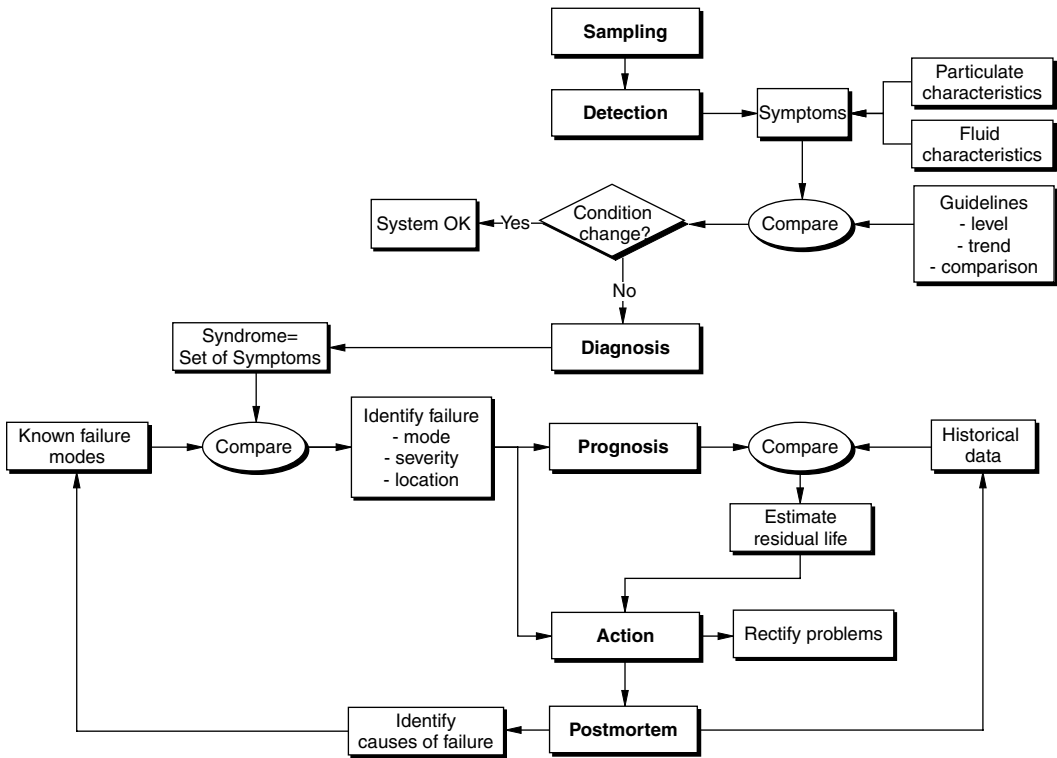 Sampling
Detection
Symptoms
Particulate
characteristics
Fluid
characteristics
System OK
Yes
Condition
change?
Compare
Guidelines
- level
- trend
- comparison
No
Syndrome=
Set of Symptoms
Diagnosis
Known failure
modes
Compare
Identify failure
- mode
- severity
- location
Prognosis
Compare
Historical
data
Estimate
residual life
Action
Rectify problems
Identify
causes of failure
Postmortem